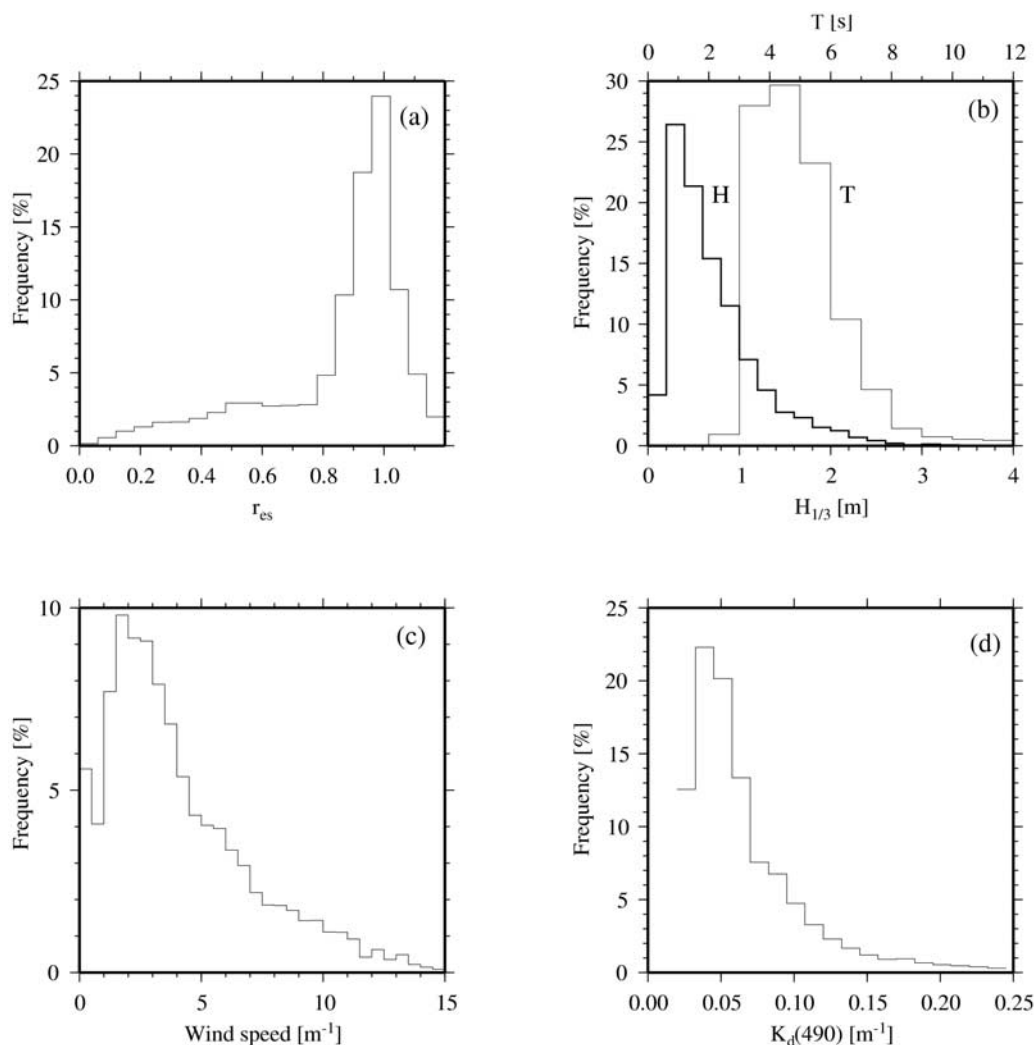 T [s]
0 2 4 6 8 10 12
25
20
15
10
5
0
Frequency [%]
(a)
0.0 0.2 0.4 0.6 0.8 1.0
r_es
30
25
20
15
10
5
0
Frequency [%]
(b)
H
T
0 1 2 3 4
H_1/3 [m]
10
5
0
Frequency [%]
(c)
0 5 10 15
Wind speed [m^-1]
25
20
15
10
5
0
Frequency [%]
(d)
0.00 0.05 0.10 0.15 0.20 0.25
K_d(490) [m^-1]